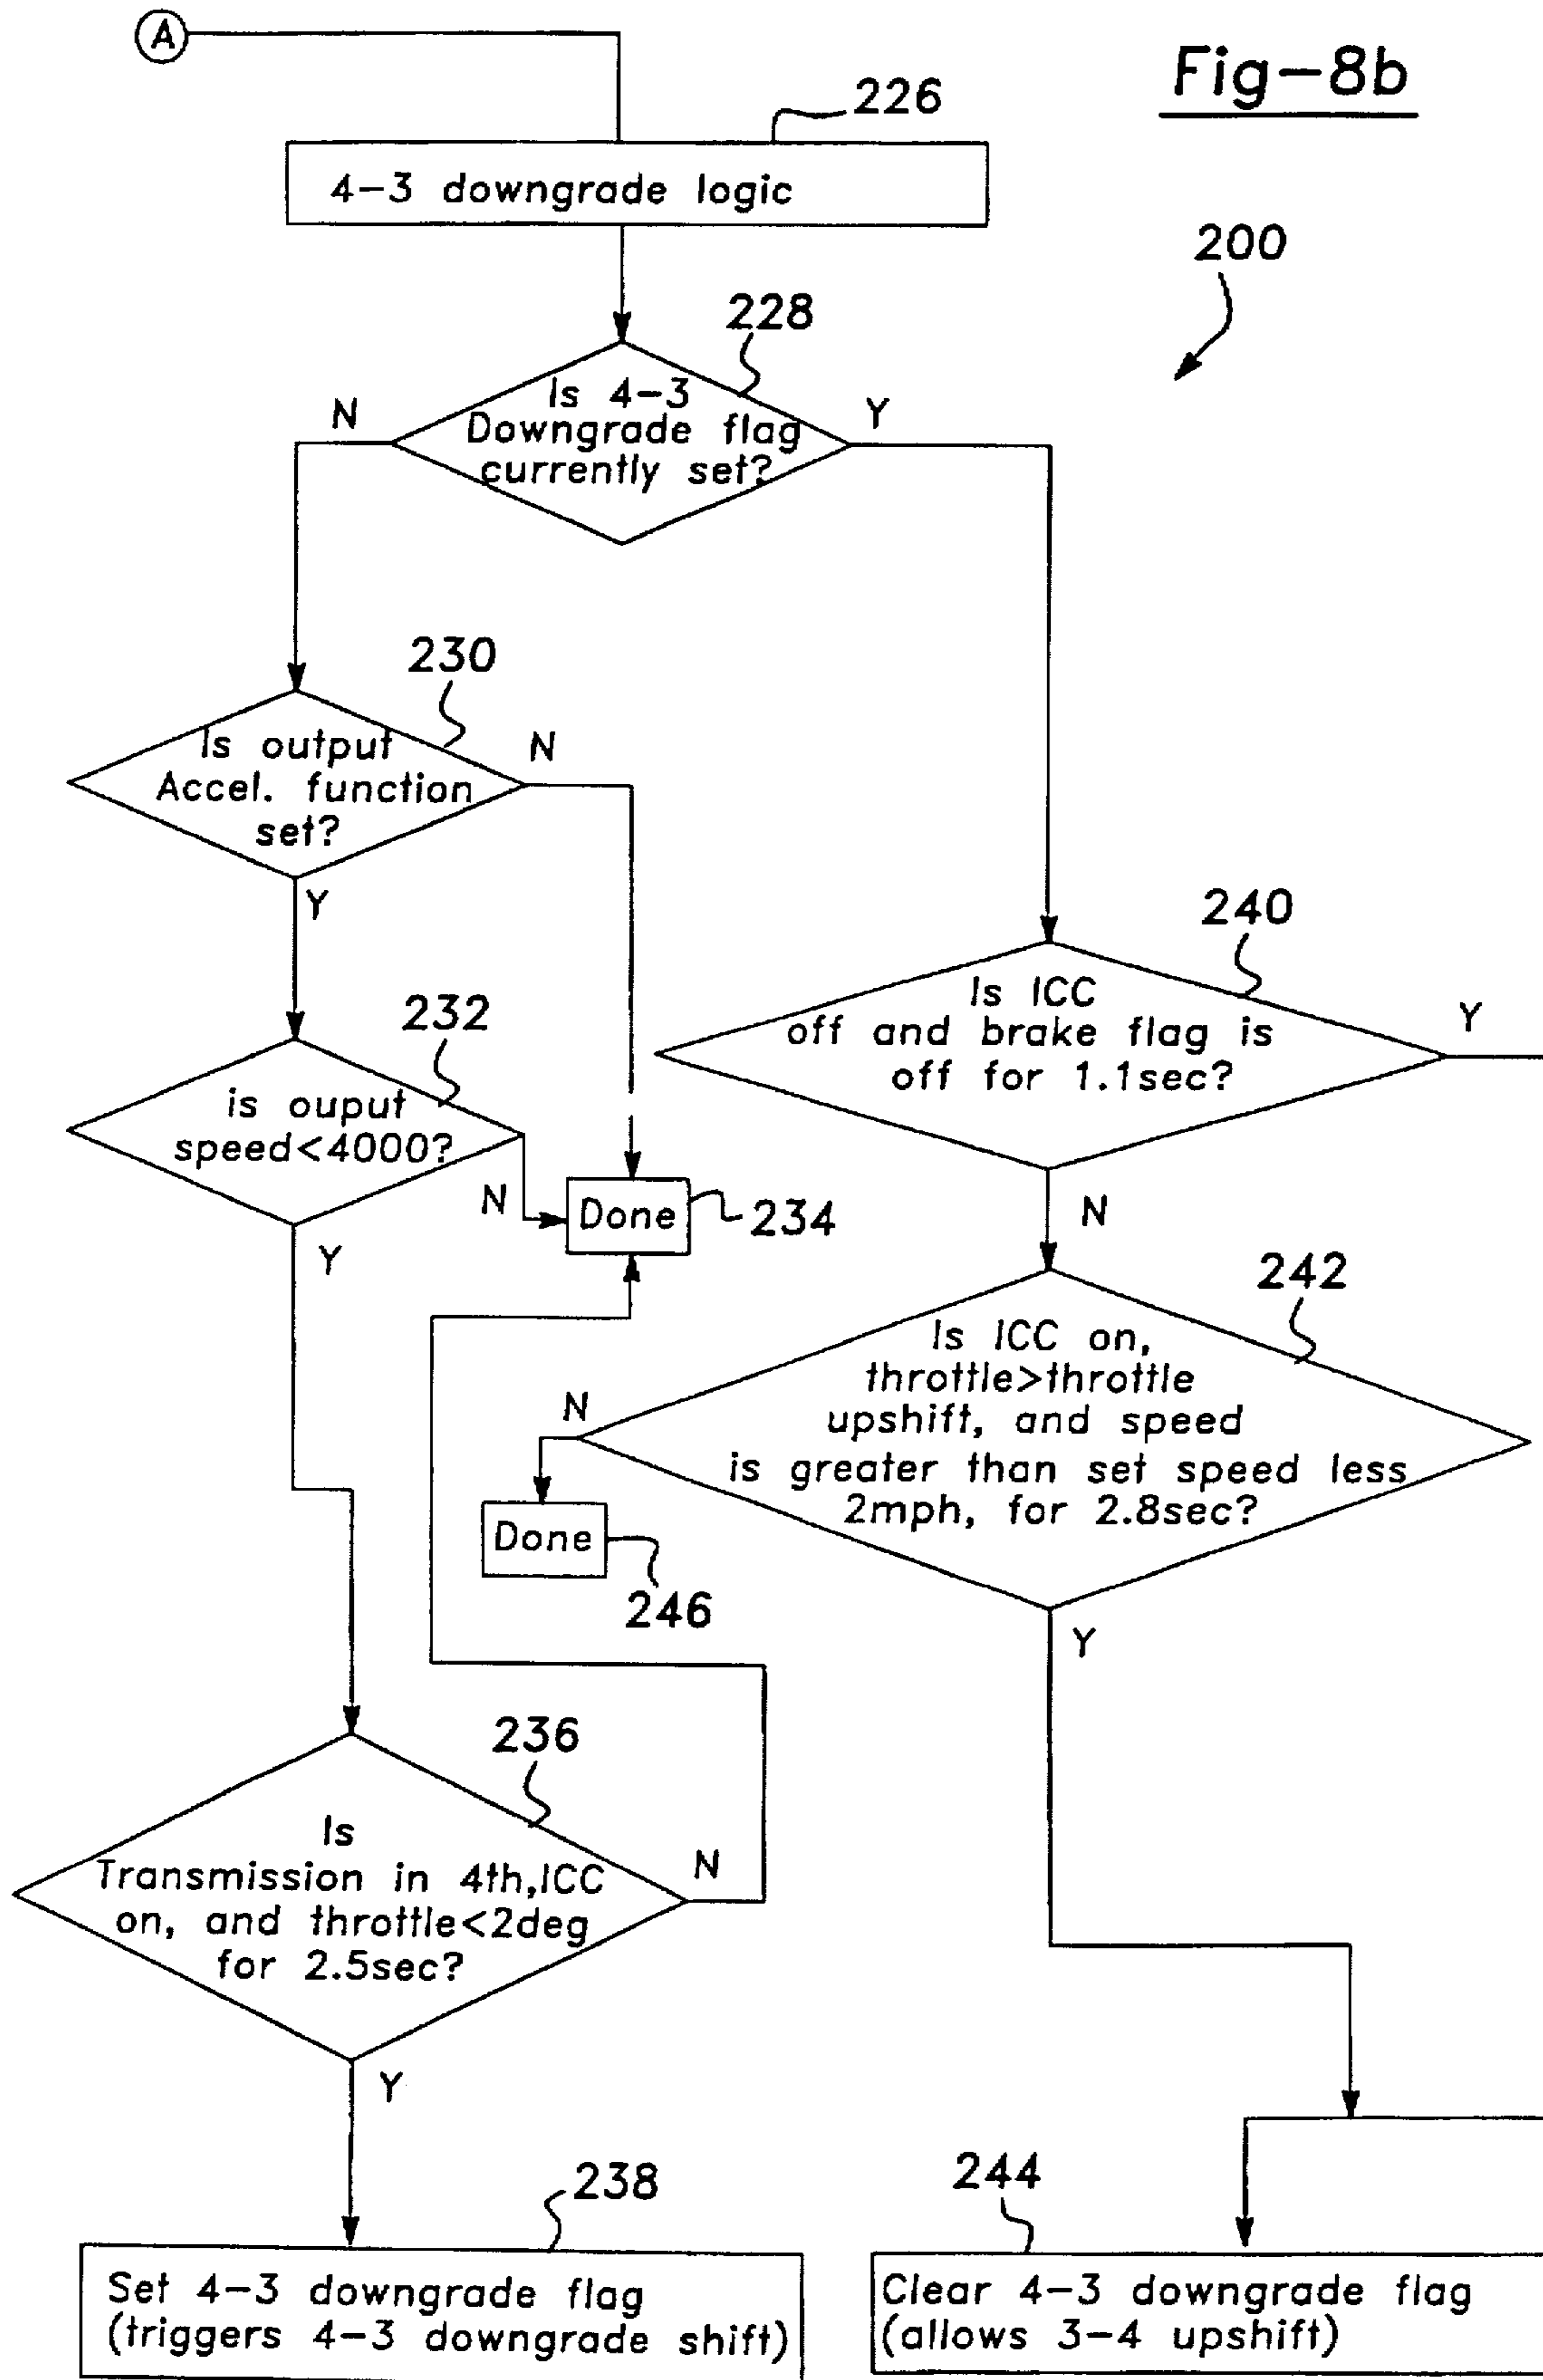 A
Fig-8b
226
4-3 downgrade logic
200
228
Is 4-3
Downgrade flag
currently set?
N
Y
230
Is output
Accel. function
set?
N
Y
240
Is ICC
off and brake flag is
off for 1.1sec?
Y
N
232
is ouput
speed<4000?
N
Y
Done
234
242
Is ICC on,
throttle>throttle
upshift, and speed
is greater than set speed less
2mph, for 2.8sec?
N
Y
Done
246
236
Is
Transmission in 4th,ICC
on, and throttle<2deg
for 2.5sec?
N
Y
238
Set 4-3 downgrade flag
(triggers 4-3 downgrade shift)
244
Clear 4-3 downgrade flag
(allows 3-4 upshift)